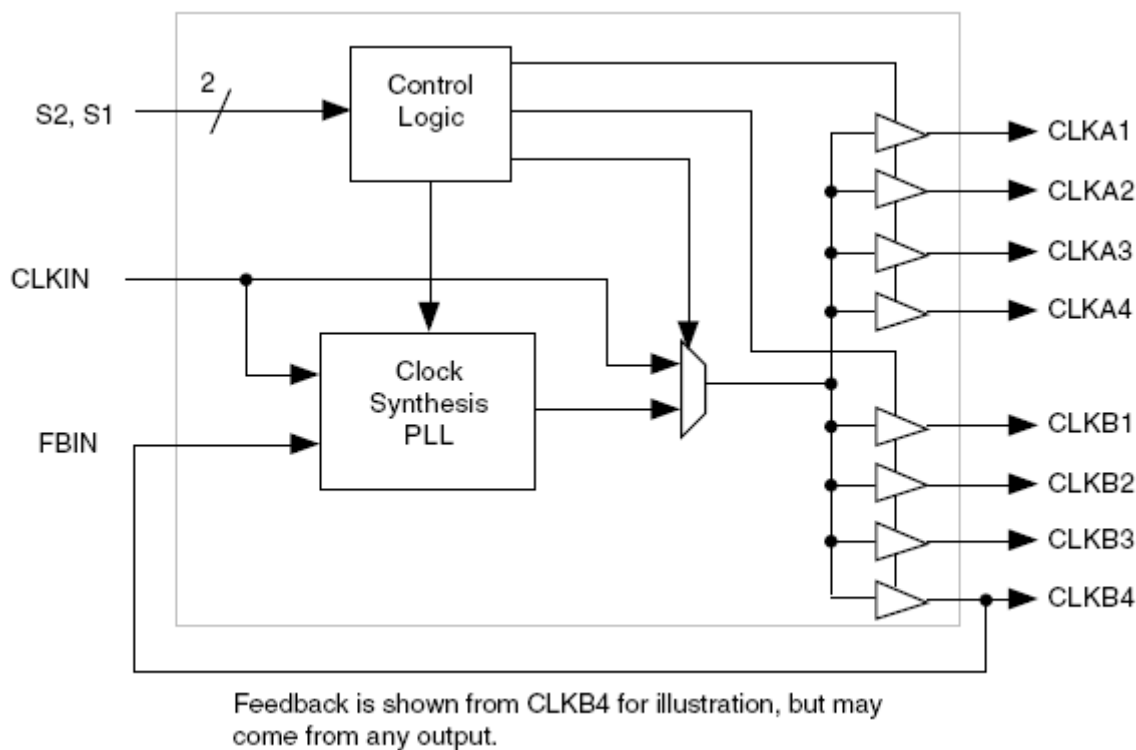 2
Control
Logic
S2, S1
CLKA1
CLKA2
CLKA3
CLKIN
CLKA4
Clock
Synthesis
PLL
FBIN
CLKB1
CLKB2
CLKB3
CLKB4
Feedback is shown from CLKB4 for illustration, but may
come from any output.